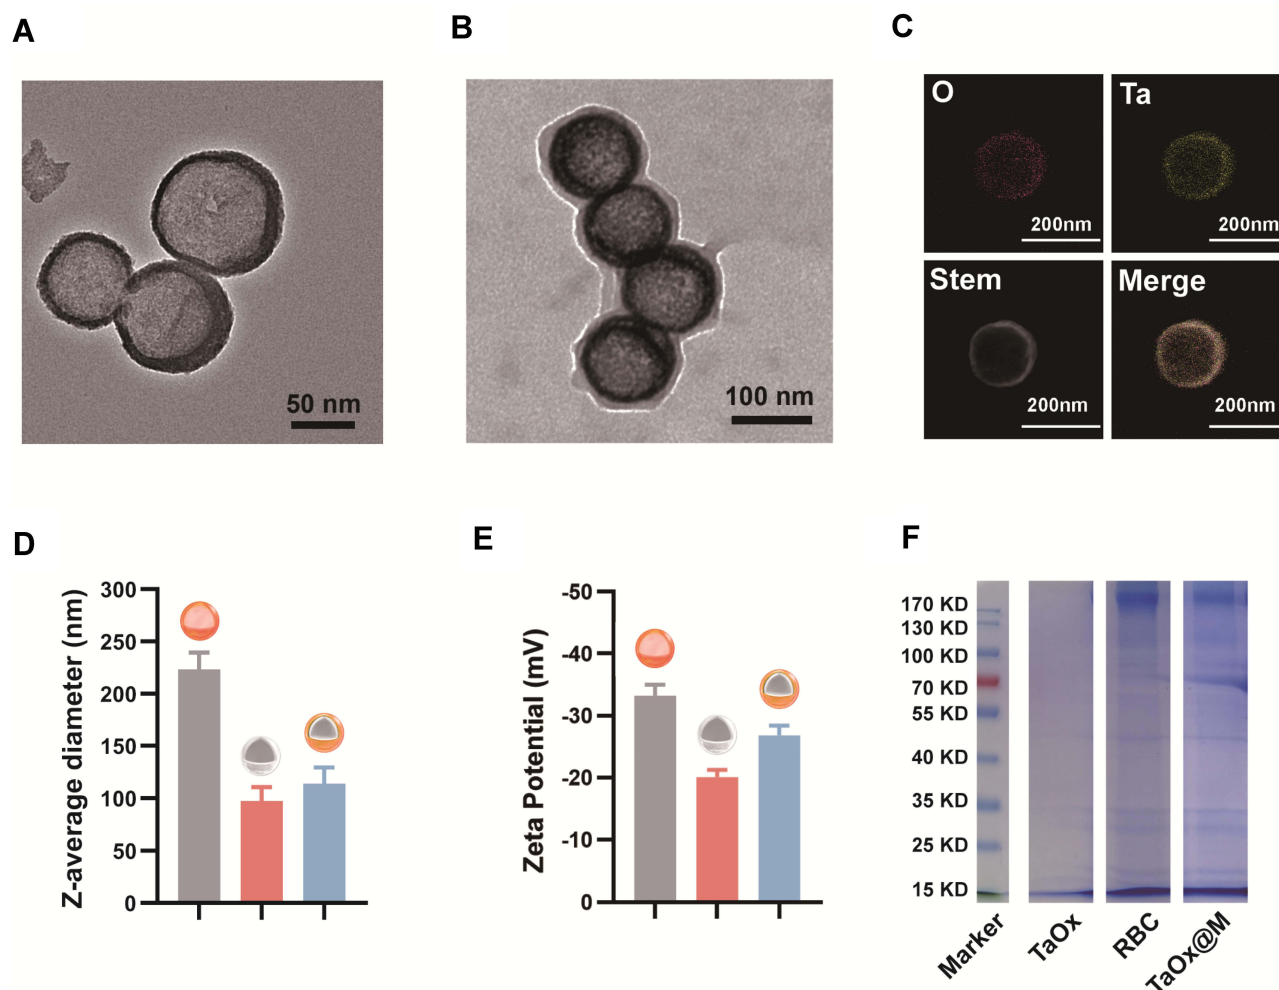 A
B
C
50 nm
100 nm
O
Ta
200nm
200nm
Stem
Merge
200nm
200nm
D
E
F
Z-average diameter (nm)
300
250
200
150
100
50
0
Zeta Potential (mV)
-50
-40
-30
-20
-10
0
170 KD
130 KD
100 KD
70 KD
55 KD
40 KD
35 KD
25 KD
15 KD
Marker
TaOx
RBC
TaOx@M